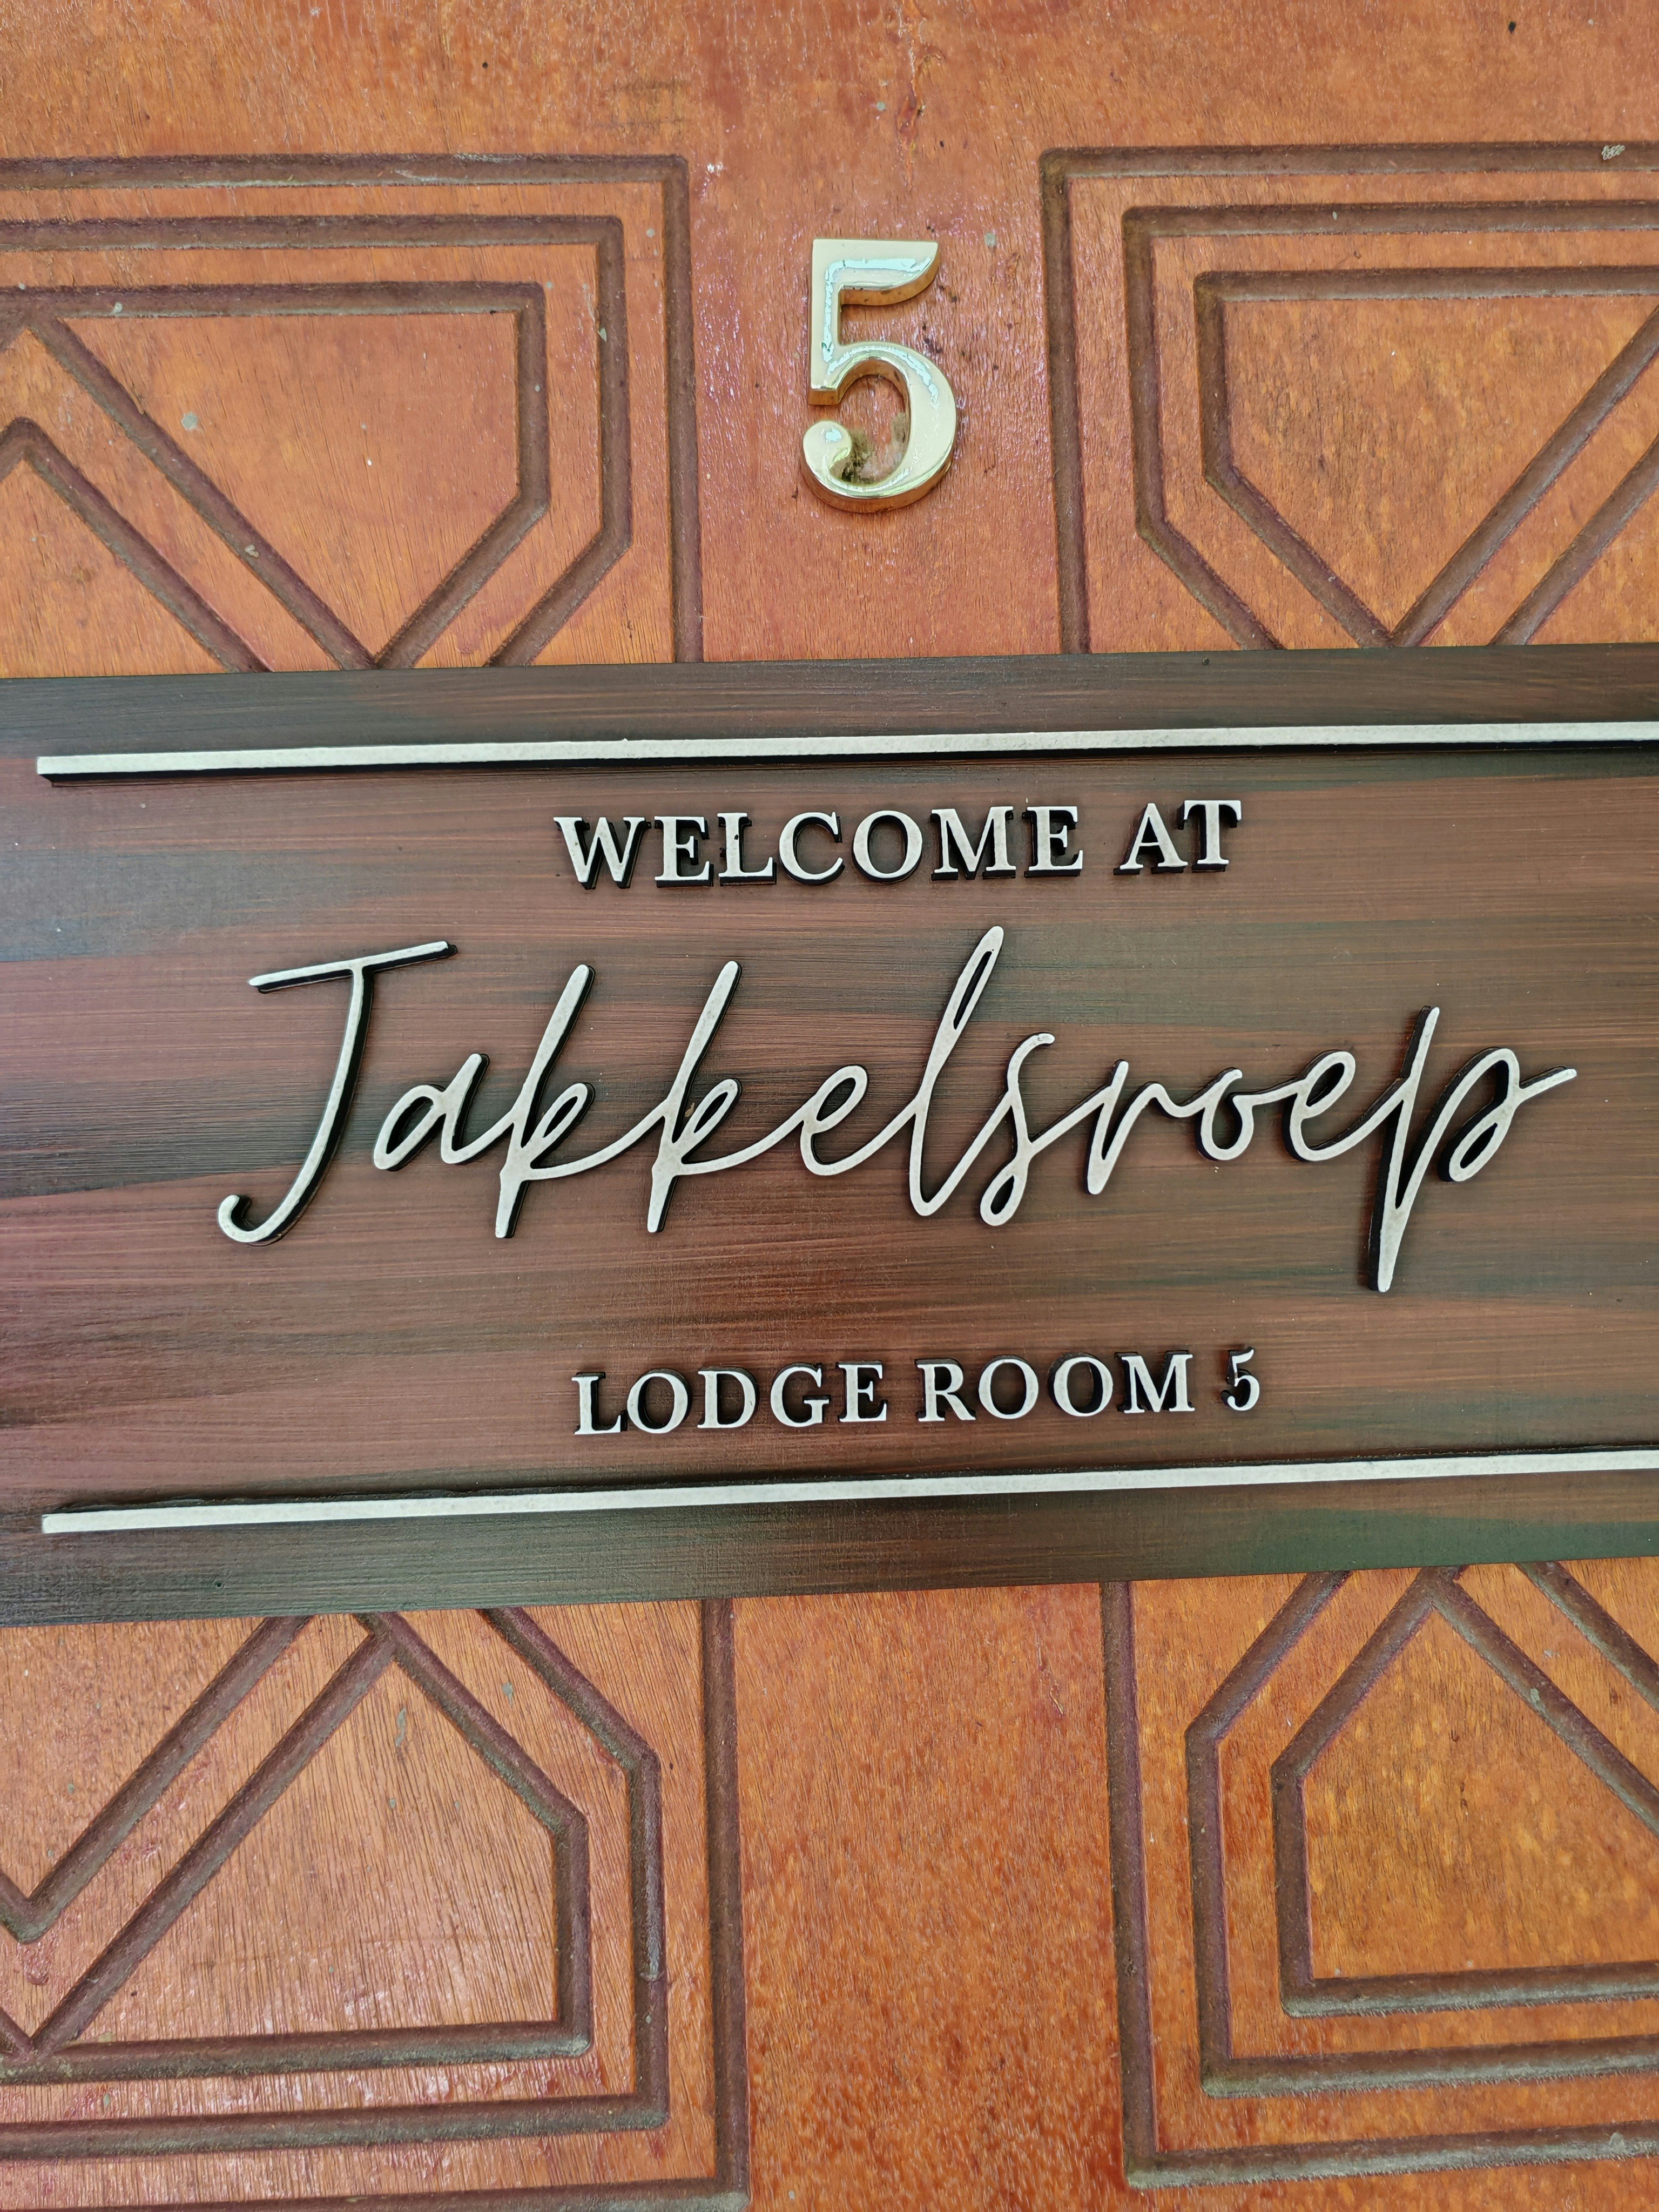 5
WELCOME AT
Jakkelsroep
LODGE ROOM 5